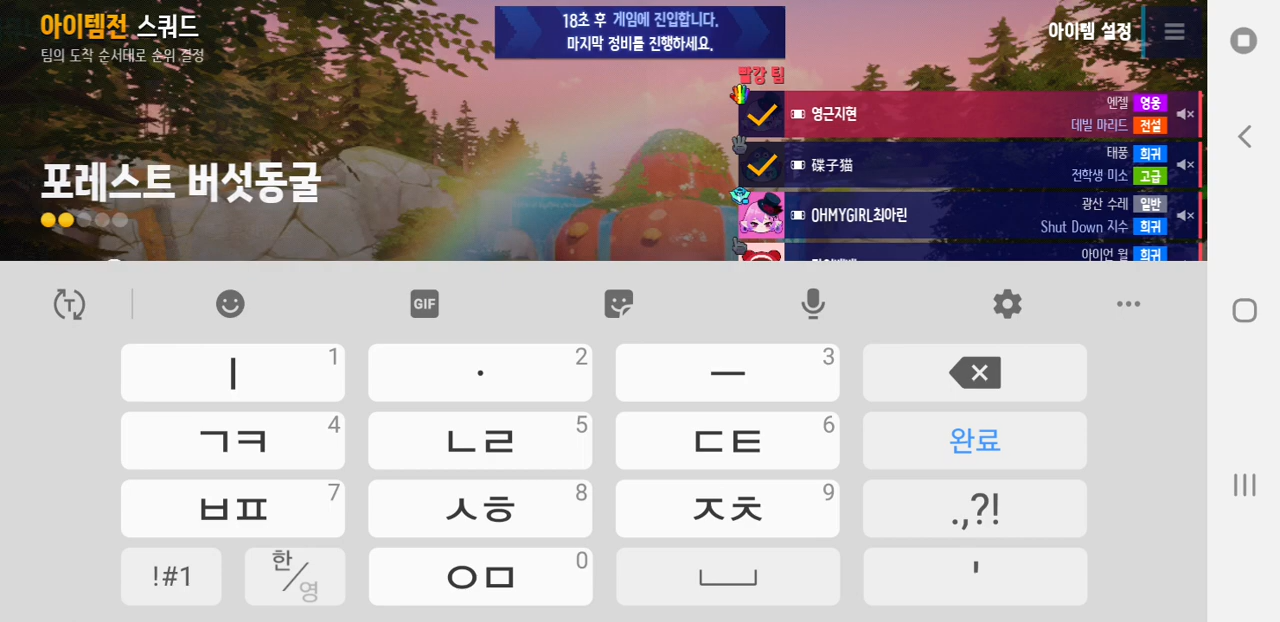 아이템전 스쿼드
팀의 도착 순서대로 순위 결정
18초 후 게임에 진입합니다.
마지막 정비를 진행하세요.
아이템 설정
빨강 팀
영근지현
엔젤 영웅
데빌 마리드 전설
碟子猫
태풍 희귀
전학생 미소 고급
OHMYGIRL최아린
광산 수레 일반
Shut Down 지수 희귀
아이언 윌 희귀
포레스트 버섯동굴
T
GIF
ㅣ 1
· 2
ㅡ 3
ㄱㅋ 4
ㄴㄹ 5
ㄷㅌ 6
완료
ㅂㅍ 7
ㅅㅎ 8
ㅈㅊ 9
.,?!
!#1
한/영
ㅇㅁ 0
'